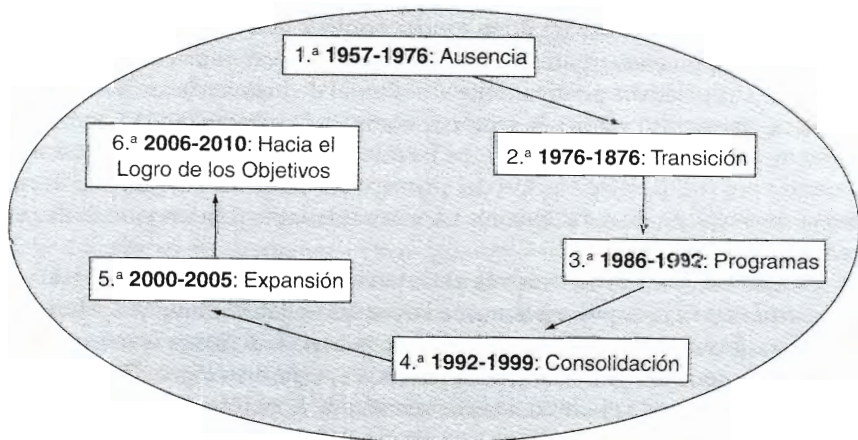 1.ª 1957-1976: Ausencia
2.ª 1976-1876: Transición
3.ª 1986-1992: Programas
4.ª 1992-1999: Consolidación
5.ª 2000-2005: Expansión
6.ª 2006-2010: Hacia el
Logro de los Objetivos